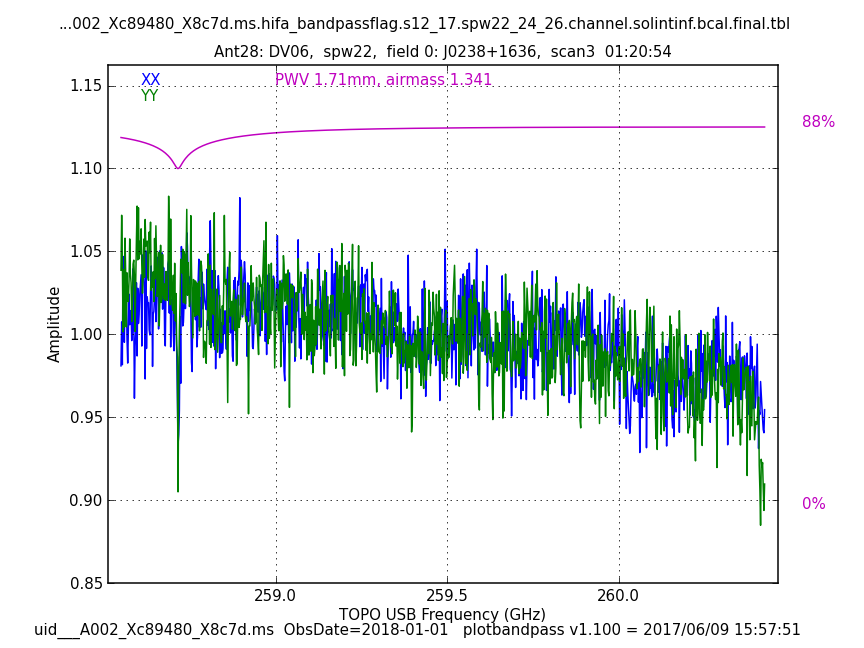 ...002_Xc89480_X8c7d.ms.hifa_bandpassflag.s12_17.spw22_24_26.channel.solintinf.bcal.final.tbl
Ant28: DV06,  spw22,  field 0: J0238+1636,  scan3  01:20:54
XX
PWV 1.71mm, airmass 1.341
YY
1.15
1.10
1.05
1.00
0.95
0.90
0.85
Amplitude
88%
0%
259.0
259.5
260.0
TOPO USB Frequency (GHz)
uid___A002_Xc89480_X8c7d.ms  ObsDate=2018-01-01   plotbandpass v1.100 = 2017/06/09 15:57:51